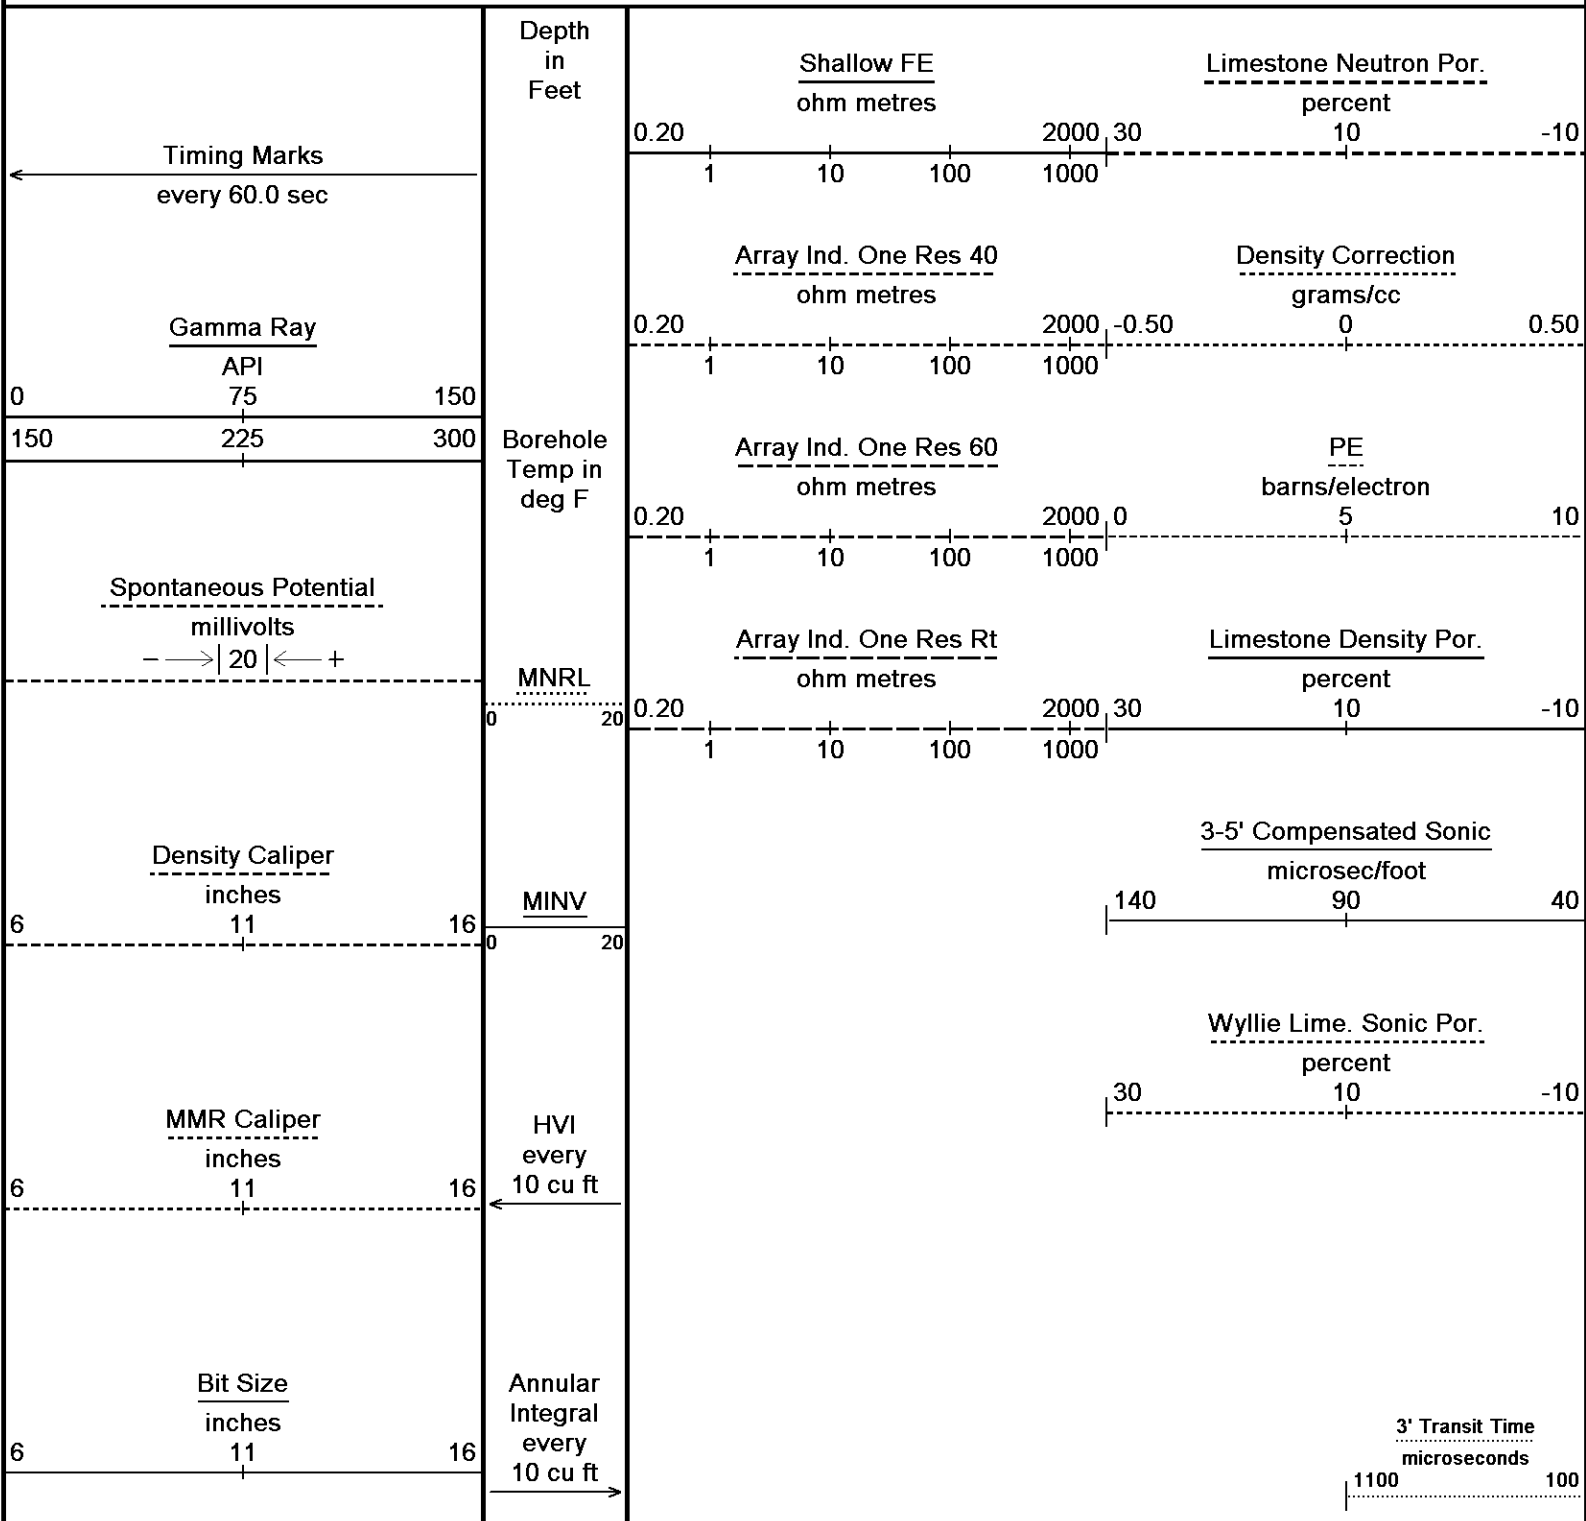 Timing Marks
every 60.0 sec
Gamma Ray
API
0 75 150
150 225 300
Spontaneous Potential
millivolts
− 20 +
Density Caliper
inches
6 11 16
MMR Caliper
inches
6 11 16
Bit Size
inches
6 11 16
Depth
in
Feet
Borehole
Temp in
deg F
MNRL
0 20
MINV
0 20
HVI
every
10 cu ft
Annular
Integral
every
10 cu ft
Shallow FE
ohm metres
0.20 2000
1 10 100 1000
Array Ind. One Res 40
ohm metres
0.20 2000
1 10 100 1000
Array Ind. One Res 60
ohm metres
0.20 2000
1 10 100 1000
Array Ind. One Res Rt
ohm metres
0.20 2000
1 10 100 1000
Limestone Neutron Por.
percent
30 10 -10
Density Correction
grams/cc
-0.50 0 0.50
PE
barns/electron
0 5 10
Limestone Density Por.
percent
30 10 -10
3-5' Compensated Sonic
microsec/foot
140 90 40
Wyllie Lime. Sonic Por.
percent
30 10 -10
3' Transit Time
microseconds
1100 100